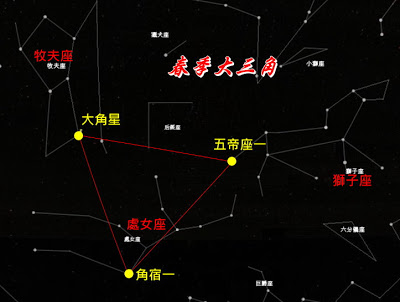 獵犬座
牧夫座
牧夫座
春季大三角
小獅座
大角星
后髮座
五帝座一
獅子座
獅子座
處女座
處女座
六分儀座
角宿一
巨爵座